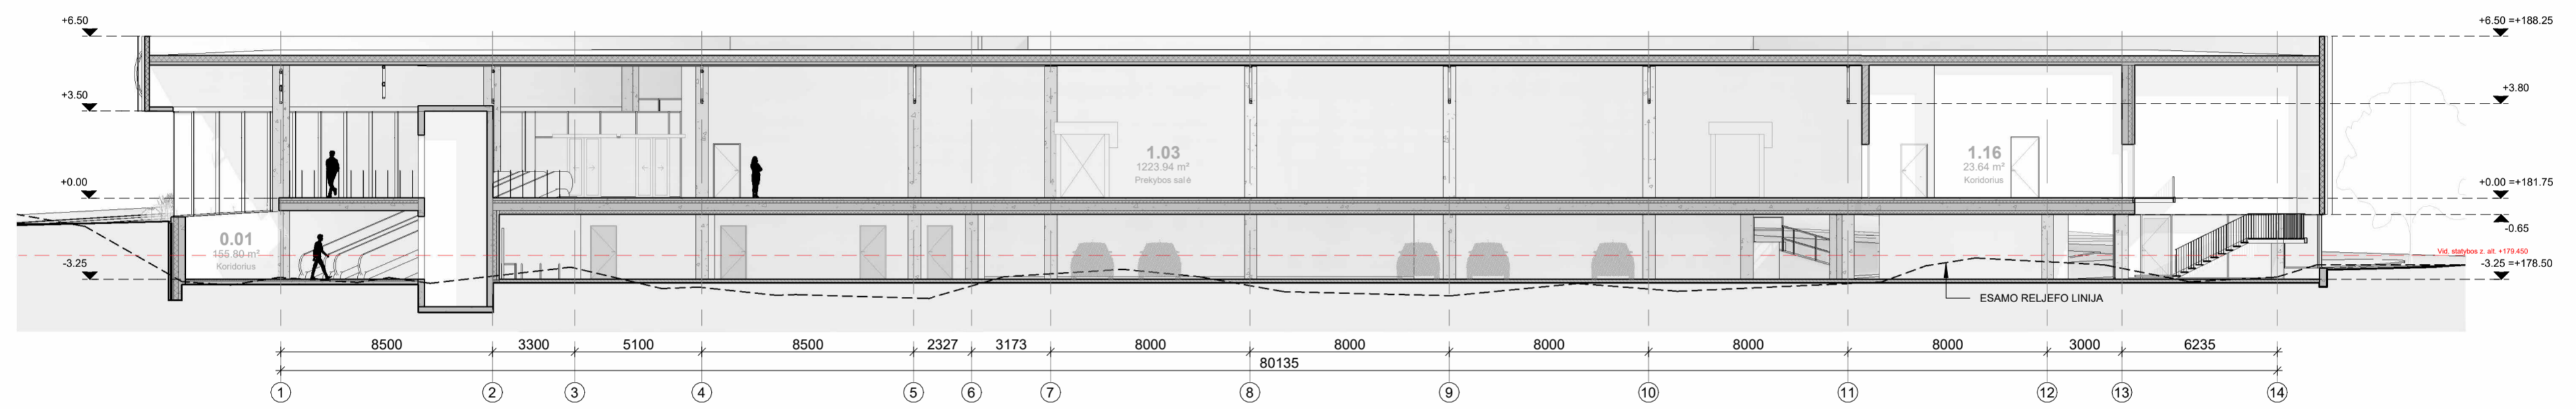 +6.50
+6.50 =+188.25
+3.50
+3.80
1.03
1223.94 m²
Prekybos salė
1.16
23.64 m²
Koridorius
+0.00
+0.00 =+181.75
-0.65
0.01
155.80 m²
Koridorius
Vid. statybos z. alt. +179.450
-3.25
-3.25 =+178.50
ESAMO RELJEFO LINIJA
8500 3300 5100 8500 2327 3173 8000 8000 8000 8000 8000 3000 6235
80135
1 2 3 4 5 6 7 8 9 10 11 12 13 14